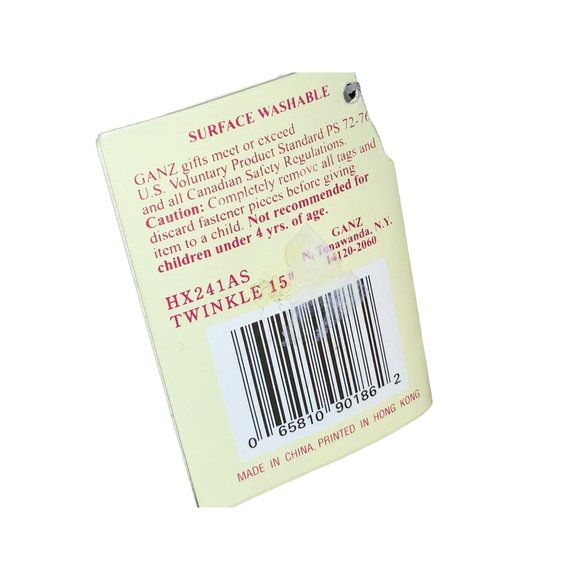 SURFACE WASHABLE
GANZ gifts meet or exceed
U.S. Voluntary Product Standard PS 72-76
and all Canadian Safety Regulations.
Caution: Completely remove all tags and
discard fastener pieces before giving
item to a child. Not recommended for
children under 4 yrs. of age.
GANZ
N. Tonawanda, N.Y.
14120-2060
HX241AS
TWINKLE 15"
0 65810 90186 2
MADE IN CHINA, PRINTED IN HONG KONG